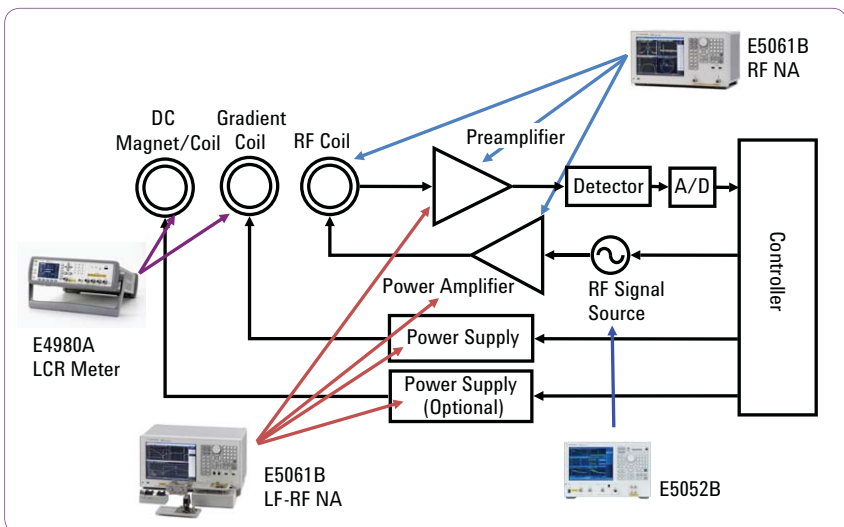 E5061B
RF NA
DC
Magnet/Coil
Gradient
Coil
RF Coil
Preamplifier
Detector
A/D
Controller
Power Amplifier
RF Signal
Source
Power Supply
Power Supply
(Optional)
E4980A
LCR Meter
E5061B
LF-RF NA
E5052B